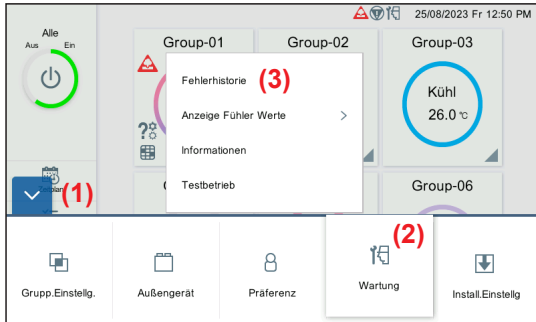 25/08/2023 Fr 12:50 PM
Alle
Aus Ein
Group-01
Group-02
Group-03
Kühl
26.0 °C
Fehlerhistorie (3)
Anzeige Fühler Werte >
Informationen
Testbetrieb
(1)
Group-06
(2)
Grupp.Einstellg.
Außengerät
Präferenz
Wartung
Install.Einstellg